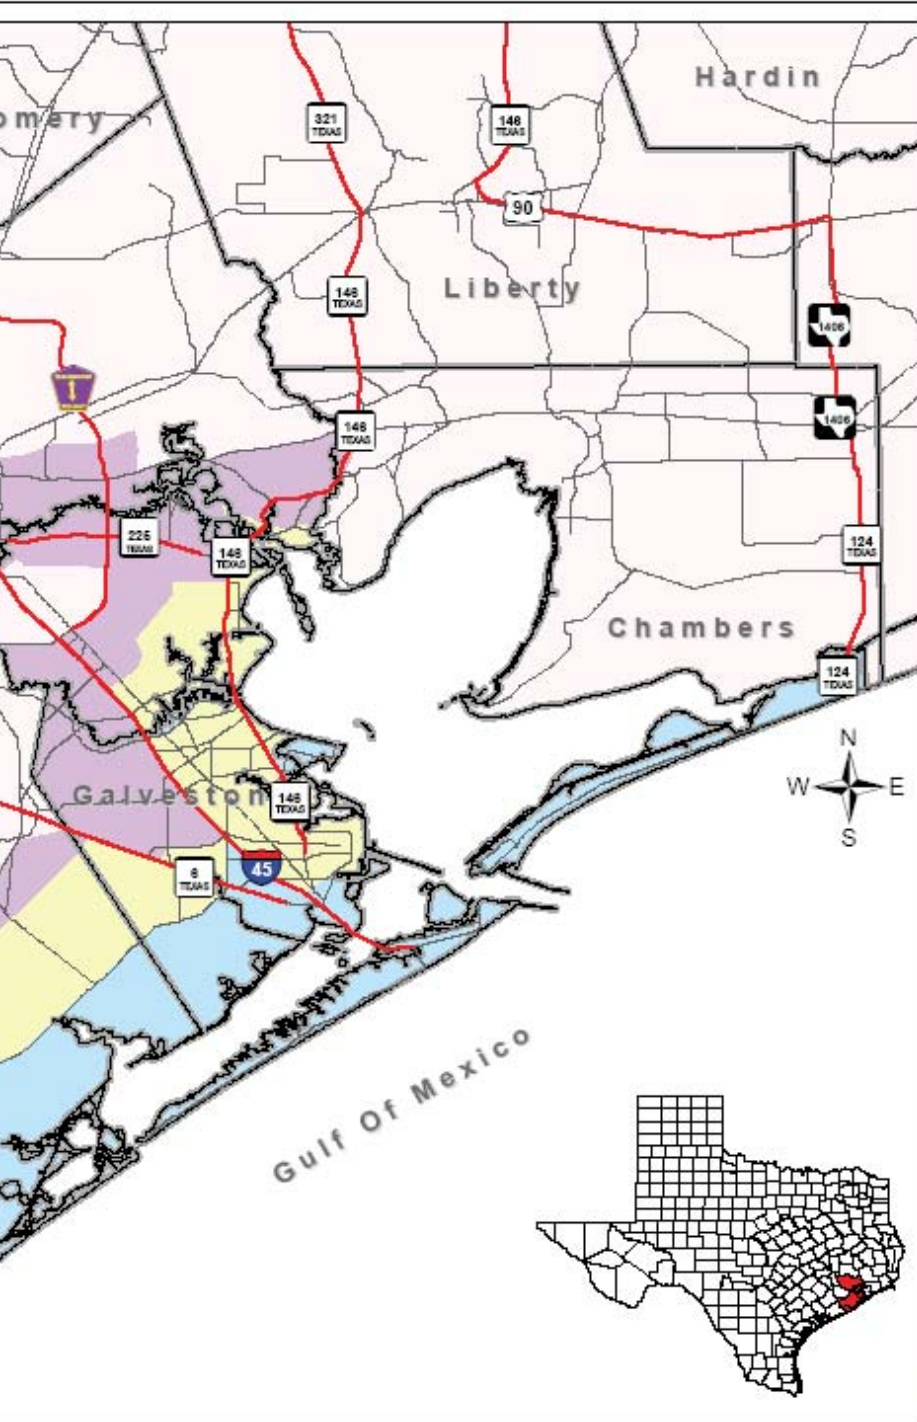 Hardin
omery
321
TEXAS
146
TEXAS
90
Liberty
146
TEXAS
1406
1
146
TEXAS
1406
225
TEXAS
146
TEXAS
124
TEXAS
Chambers
124
TEXAS
N
W E
S
Galveston
146
TEXAS
45
6
TEXAS
Gulf Of Mexico